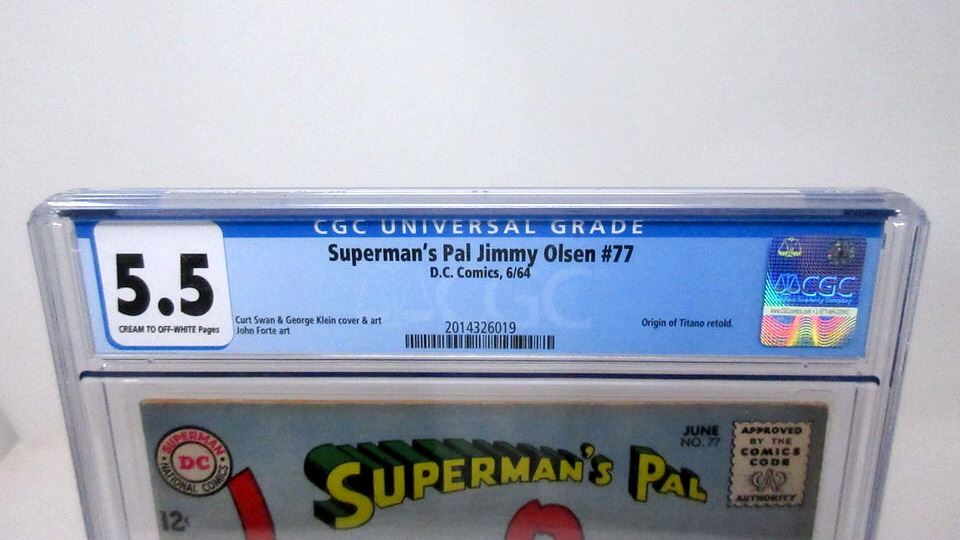 CGC UNIVERSAL GRADE
Superman's Pal Jimmy Olsen #77
D.C. Comics, 6/64
5.5
CREAM TO OFF-WHITE Pages
Curt Swan & George Klein cover & art
John Forte art
2014326019
Origin of Titano retold.
CGC
CGC
SUPERMAN
DC
NATIONAL COMICS
12¢
SUPERMAN'S PAL
JUNE
NO. 77
APPROVED
BY THE
COMICS
CODE
CA
AUTHORITY